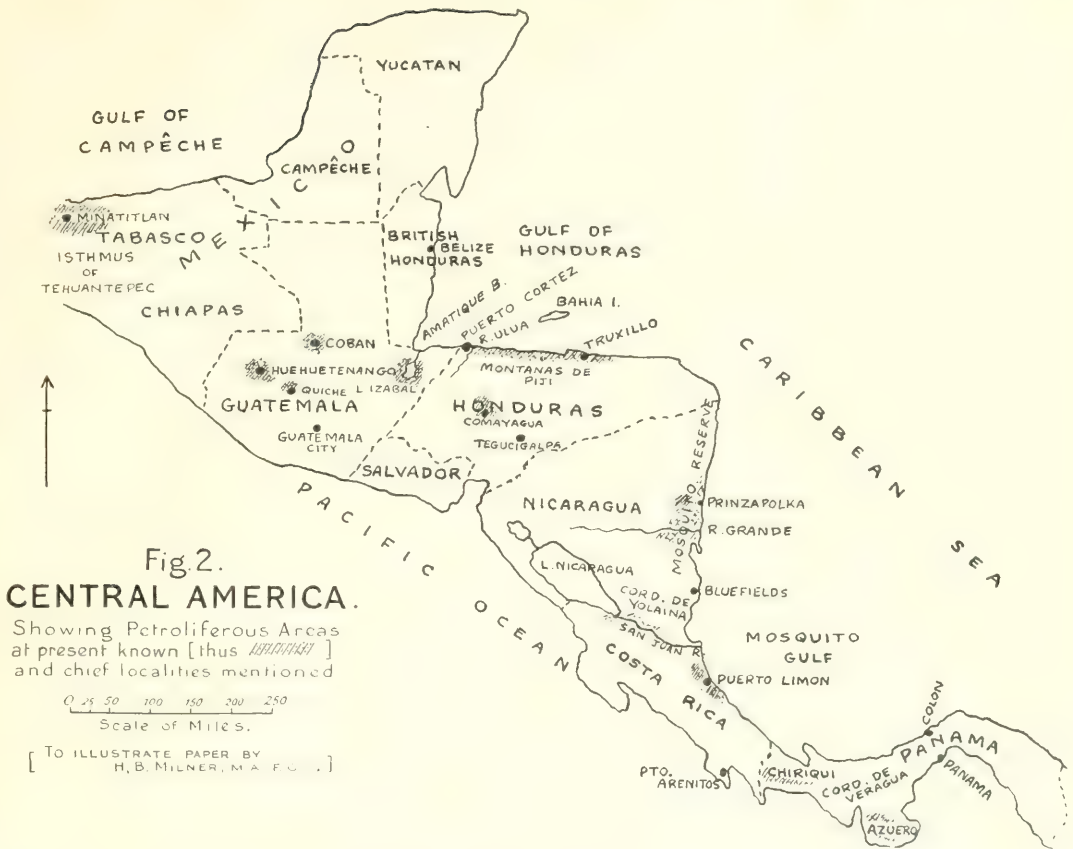 YUCATAN
GULF OF
CAMPÊCHE
CAMPÊCHE
MEXICO
MINATITLAN
TABASCO
ISTHMUS
OF
TEHUANTEPEC
CHIAPAS
BRITISH
HONDURAS
BELIZE
GULF OF
HONDURAS
AMATIQUE B.
PUERTO CORTEZ
R. ULUA
BAHIA I.
TRUXILLO
MONTANAS DE
PIJI
COBAN
HUEHUETENANGO
QUICHE
L IZABAL
GUATEMALA
GUATEMALA
CITY
HONDURAS
COMAYAGUA
TEGUCIGALPA
SALVADOR
CARIBBEAN SEA
NICARAGUA
MOSQUITO RESERVE
PRINZAPOLKA
R. GRANDE
L. NICARAGUA
CORD. DE
YOLAINA
BLUEFIELDS
SAN JUAN R.
PACIFIC OCEAN
COSTA RICA
MOSQUITO
GULF
PUERTO LIMON
COLON
PANAMA
PANAMA
CHIRIQUI
CORD. DE
VERAGUA
PTO.
ARENITOS
AZUERO
Fig. 2.
CENTRAL AMERICA.
Showing Petroliferous Areas
at present known [thus ]
and chief localities mentioned
0 25 50 100 150 200 250
Scale of Miles.
[ TO ILLUSTRATE PAPER BY
H, B. MILNER, M A F. . ]